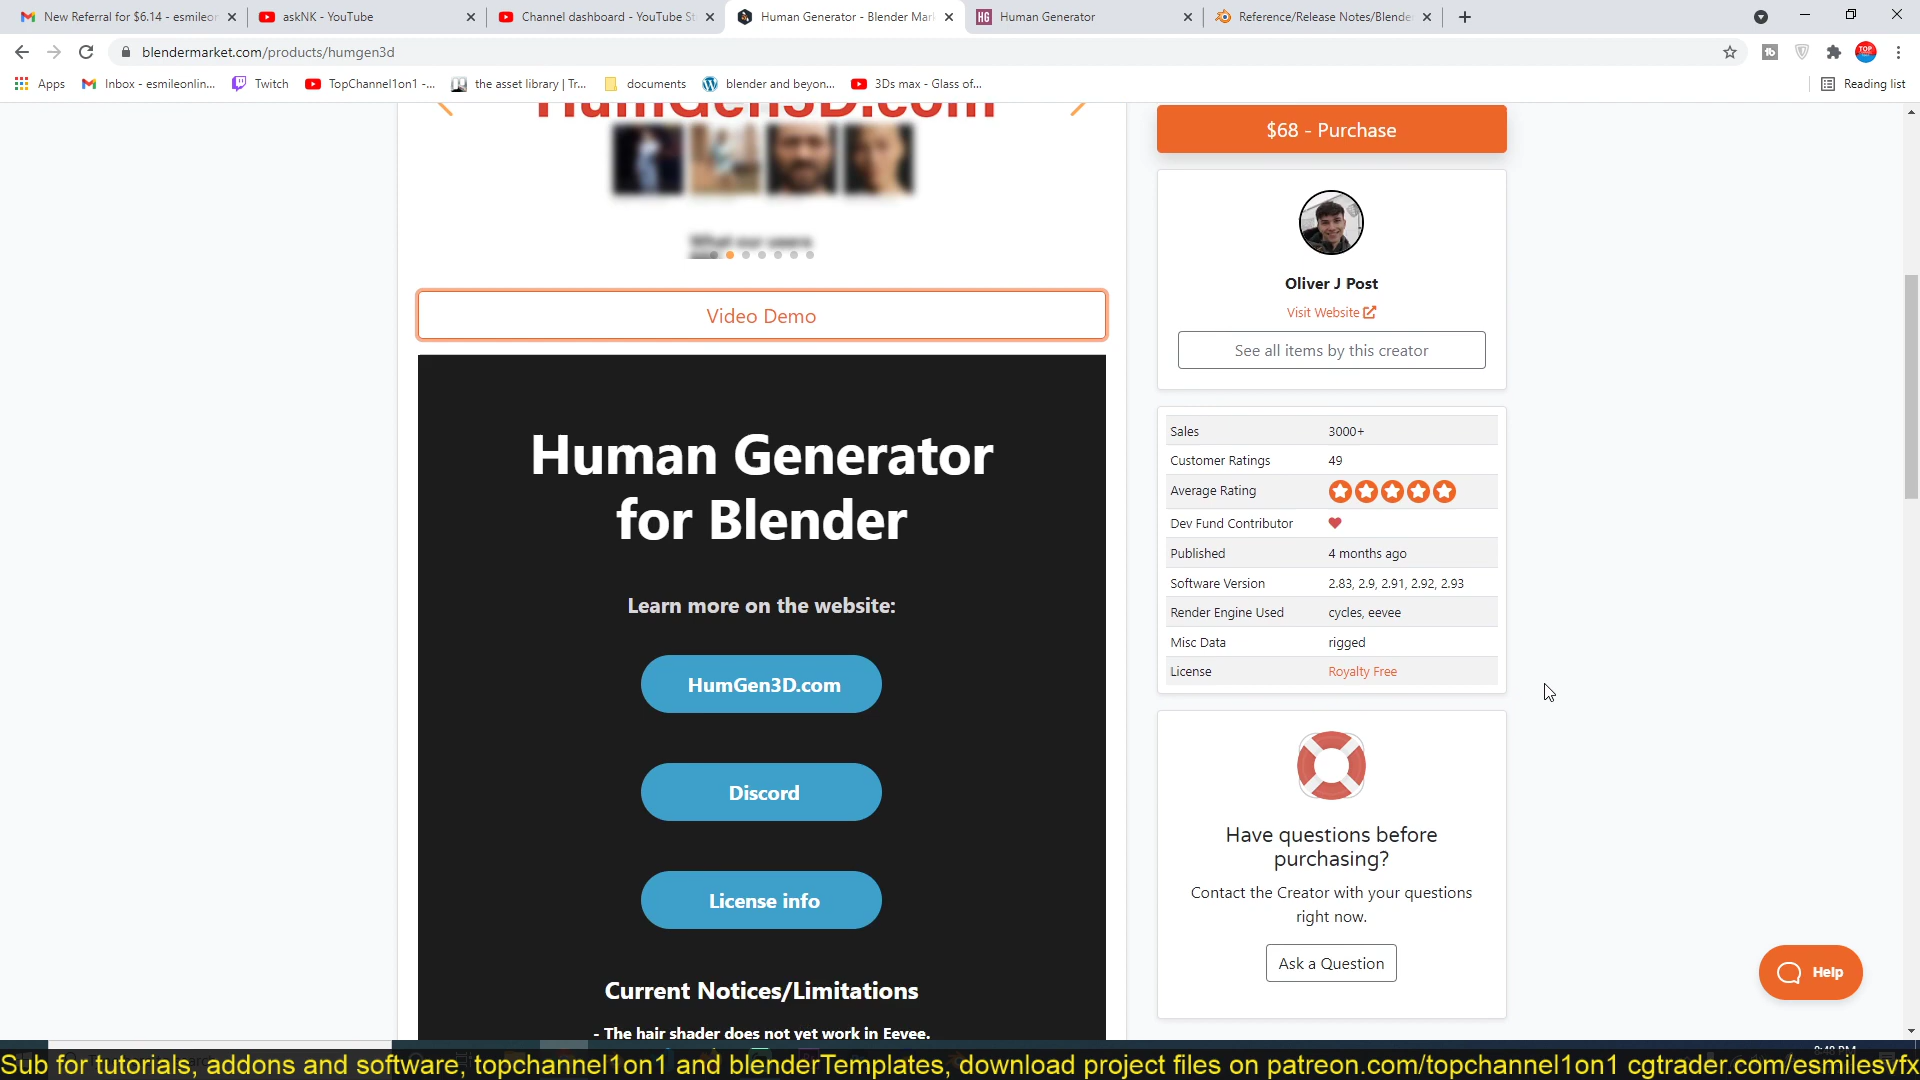 New Referral for $6.14 - esmileon
askNK - YouTube
Channel dashboard - YouTube St
Human Generator - Blender Mar
Human Generator
Reference/Release Notes/Blende
blendermarket.com/products/humgen3d
Apps
Inbox - esmileonlin...
Twitch
TopChannel1on1 -...
the asset library | Tr...
documents
blender and beyon...
3Ds max - Glass of...
Reading list
HumGen3D.com
What our users
Video Demo
Human Generator
for Blender
Learn more on the website:
HumGen3D.com
Discord
License info
Current Notices/Limitations
- The hair shader does not yet work in Eevee.
$68 - Purchase
Oliver J Post
Visit Website
See all items by this creator
Sales 3000+
Customer Ratings 49
Average Rating
Dev Fund Contributor
Published 4 months ago
Software Version 2.83, 2.9, 2.91, 2.92, 2.93
Render Engine Used cycles, eevee
Misc Data rigged
License Royalty Free
Have questions before
purchasing?
Contact the Creator with your questions
right now.
Ask a Question
Help
Sub for tutorials, addons and software, topchannel1on1 and blenderTemplates, download project files on patreon.com/topchannel1on1 cgtrader.com/esmilesvfx